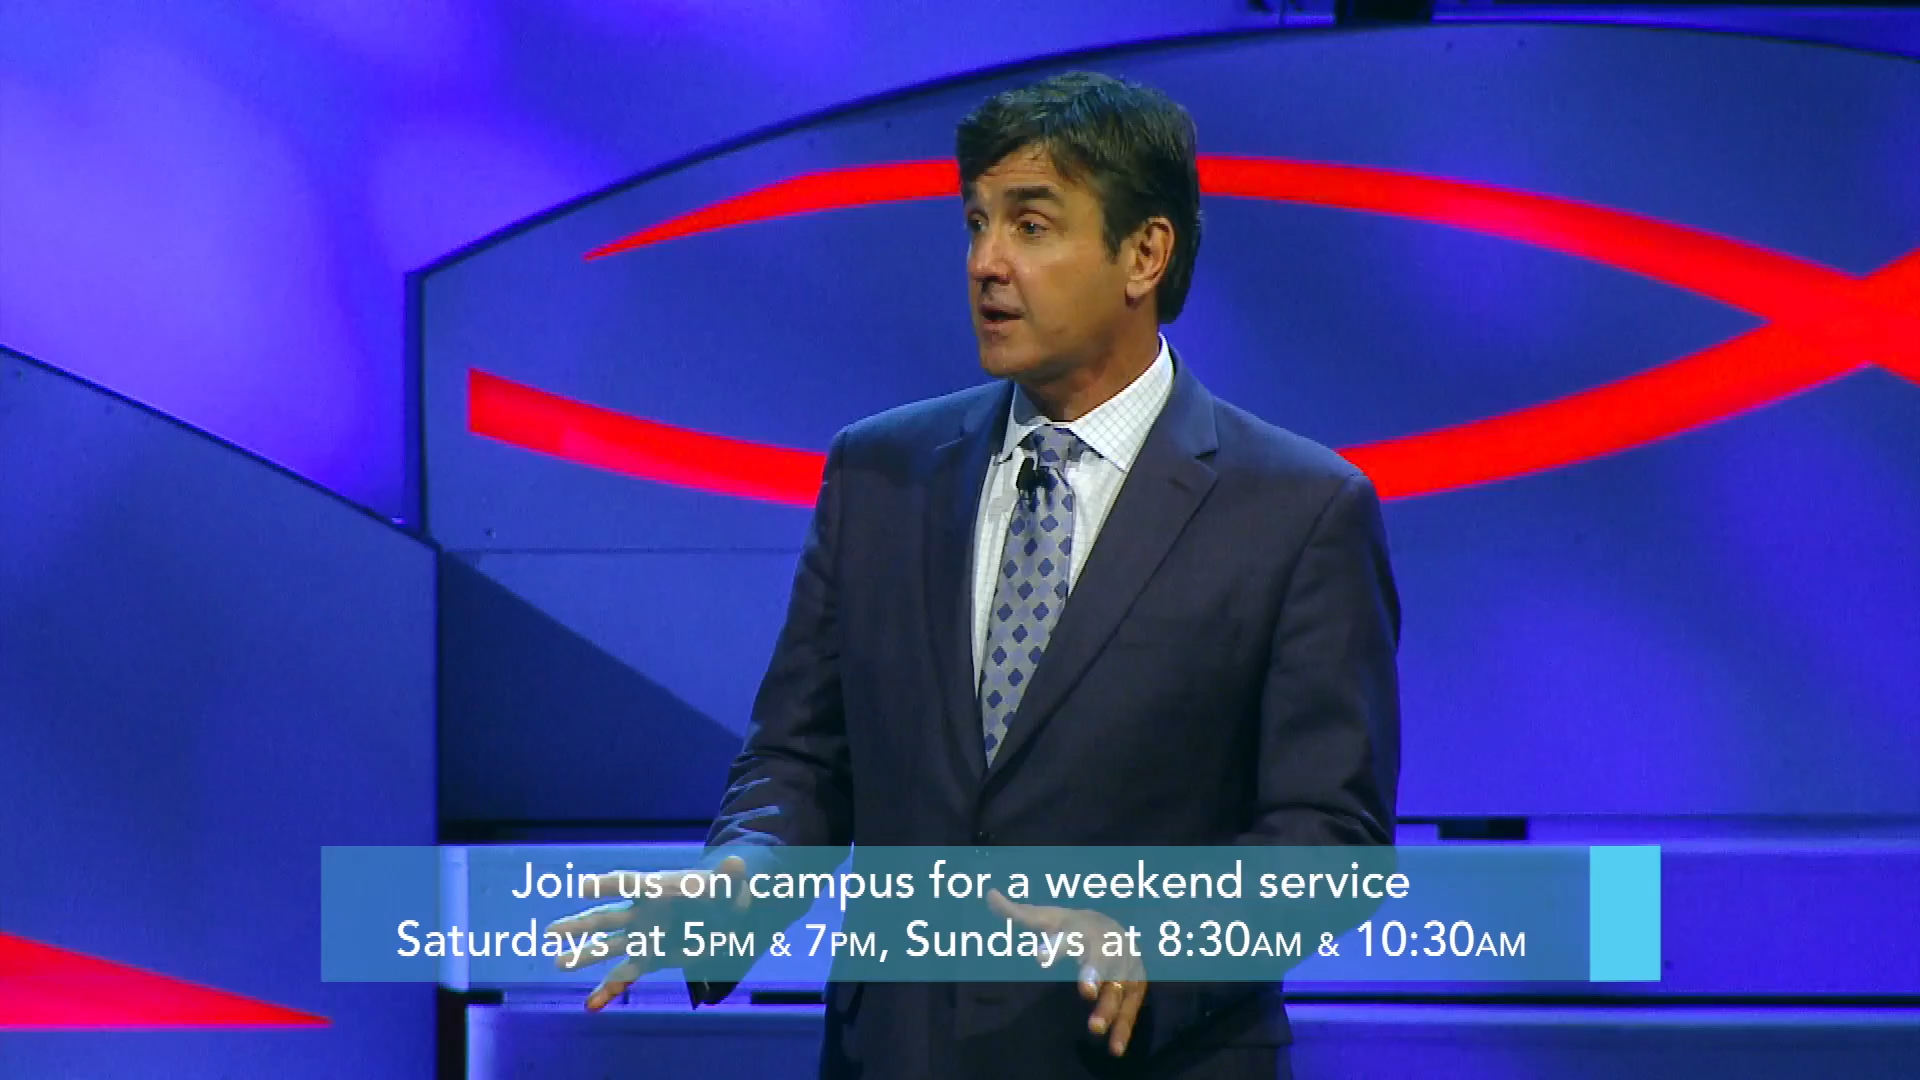 Join us on campus for a weekend service
Saturdays at 5PM & 7PM, Sundays at 8:30AM & 10:30AM